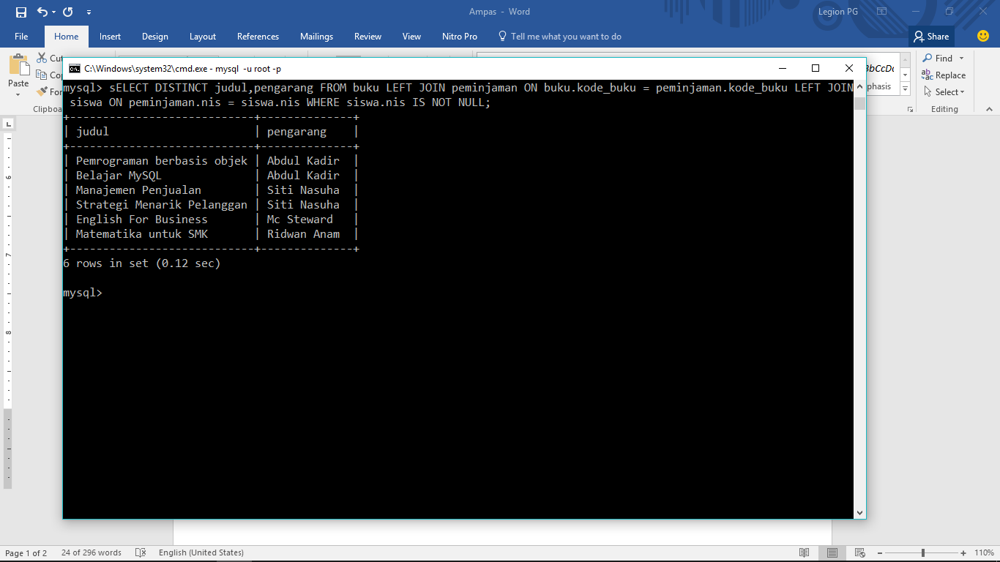 Ampas - Word
Legion PG
File Home Insert Design Layout References Mailings Review View Nitro Pro Tell me what you want to do Share
Paste
Clipboa
Find
Replace
Select
Editing
phasis
C:\Windows\system32\cmd.exe - mysql -u root -p
mysql> sELECT DISTINCT judul,pengarang FROM buku LEFT JOIN peminjaman ON buku.kode_buku = peminjaman.kode_buku LEFT JOIN
siswa ON peminjaman.nis = siswa.nis WHERE siswa.nis IS NOT NULL;
+----------------------------+--------------+
| judul | pengarang |
+----------------------------+--------------+
| Pemrograman berbasis objek | Abdul Kadir |
| Belajar MySQL | Abdul Kadir |
| Manajemen Penjualan | Siti Nasuha |
| Strategi Menarik Pelanggan | Siti Nasuha |
| English For Business | Mc Steward |
| Matematika untuk SMK | Ridwan Anam |
+----------------------------+--------------+
6 rows in set (0.12 sec)
mysql>
6
7
8
Page 1 of 2 24 of 296 words English (United States) 110%